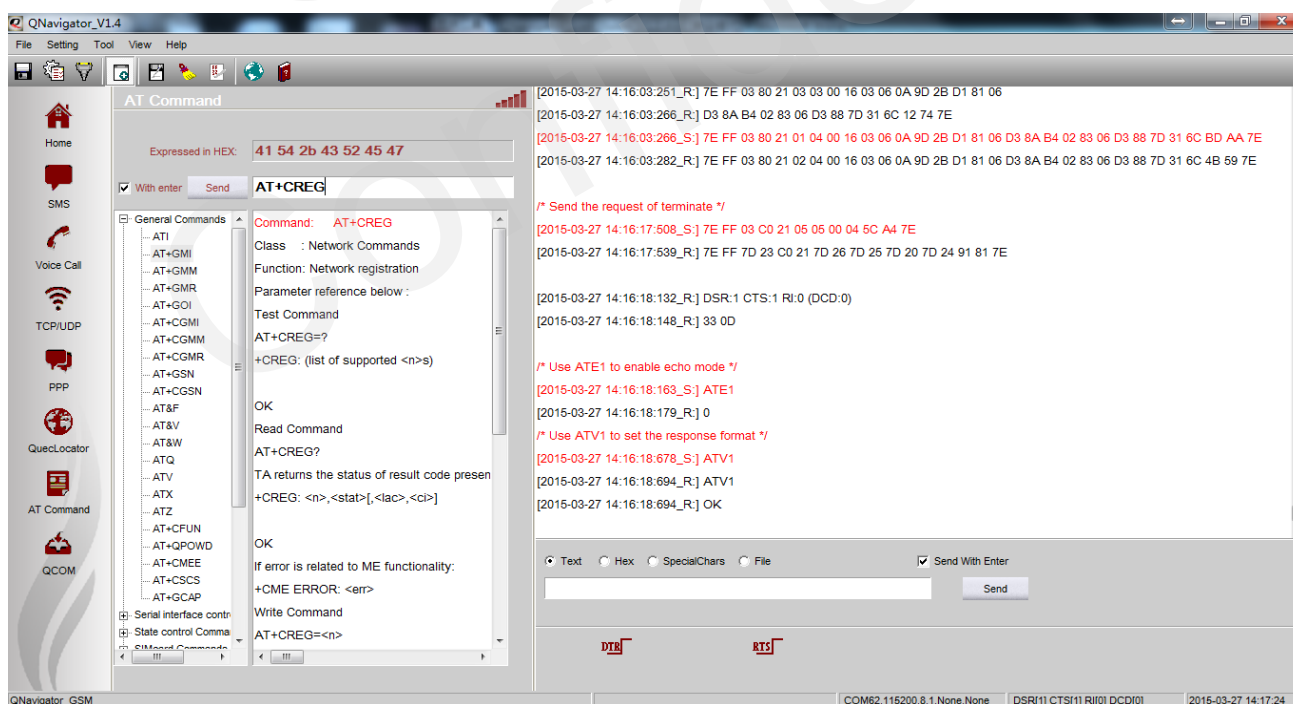 QNavigator_V1.4
File Setting Tool View Help
Home
SMS
Voice Call
TCP/UDP
PPP
QuecLocator
AT Command
QCOM
AT Command
Expressed in HEX: 41 54 2b 43 52 45 47
With enter Send AT+CREG
General Commands
ATI
AT+GMI
AT+GMM
AT+GMR
AT+GOI
AT+CGMI
AT+CGMM
AT+CGMR
AT+GSN
AT+CGSN
AT&F
AT&V
AT&W
ATQ
ATV
ATX
ATZ
AT+CFUN
AT+QPOWD
AT+CMEE
AT+CSCS
AT+GCAP
Serial interface contr
State control Comma
Command: AT+CREG
Class : Network Commands
Function: Network registration
Parameter reference below :
Test Command
AT+CREG=?
+CREG: (list of supported <n>s)
OK
Read Command
AT+CREG?
TA returns the status of result code presen
+CREG: <n>,<stat>[,<lac>,<ci>]
OK
If error is related to ME functionality:
+CME ERROR: <err>
Write Command
AT+CREG=<n>
[2015-03-27 14:16:03:251_R:] 7E FF 03 80 21 03 03 00 16 03 06 0A 9D 2B D1 81 06
[2015-03-27 14:16:03:266_R:] D3 8A B4 02 83 06 D3 88 7D 31 6C 12 74 7E
[2015-03-27 14:16:03:266_S:] 7E FF 03 80 21 01 04 00 16 03 06 0A 9D 2B D1 81 06 D3 8A B4 02 83 06 D3 88 7D 31 6C BD AA 7E
[2015-03-27 14:16:03:282_R:] 7E FF 03 80 21 02 04 00 16 03 06 0A 9D 2B D1 81 06 D3 8A B4 02 83 06 D3 88 7D 31 6C 4B 59 7E
/* Send the request of terminate */
[2015-03-27 14:16:17:508_S:] 7E FF 03 C0 21 05 05 00 04 5C A4 7E
[2015-03-27 14:16:17:539_R:] 7E FF 7D 23 C0 21 7D 26 7D 25 7D 20 7D 24 91 81 7E
[2015-03-27 14:16:18:132_R:] DSR:1 CTS:1 RI:0 (DCD:0)
[2015-03-27 14:16:18:148_R:] 33 0D
/* Use ATE1 to enable echo mode */
[2015-03-27 14:16:18:163_S:] ATE1
[2015-03-27 14:16:18:179_R:] 0
/* Use ATV1 to set the response format */
[2015-03-27 14:16:18:678_S:] ATV1
[2015-03-27 14:16:18:694_R:] ATV1
[2015-03-27 14:16:18:694_R:] OK
Text Hex SpecialChars File Send With Enter
Send
DTR RTS
QNavigator_GSM COM62,115200,8,1,None,None DSR[1] CTS[1] RI[0] DCD[0] 2015-03-27 14:17:24